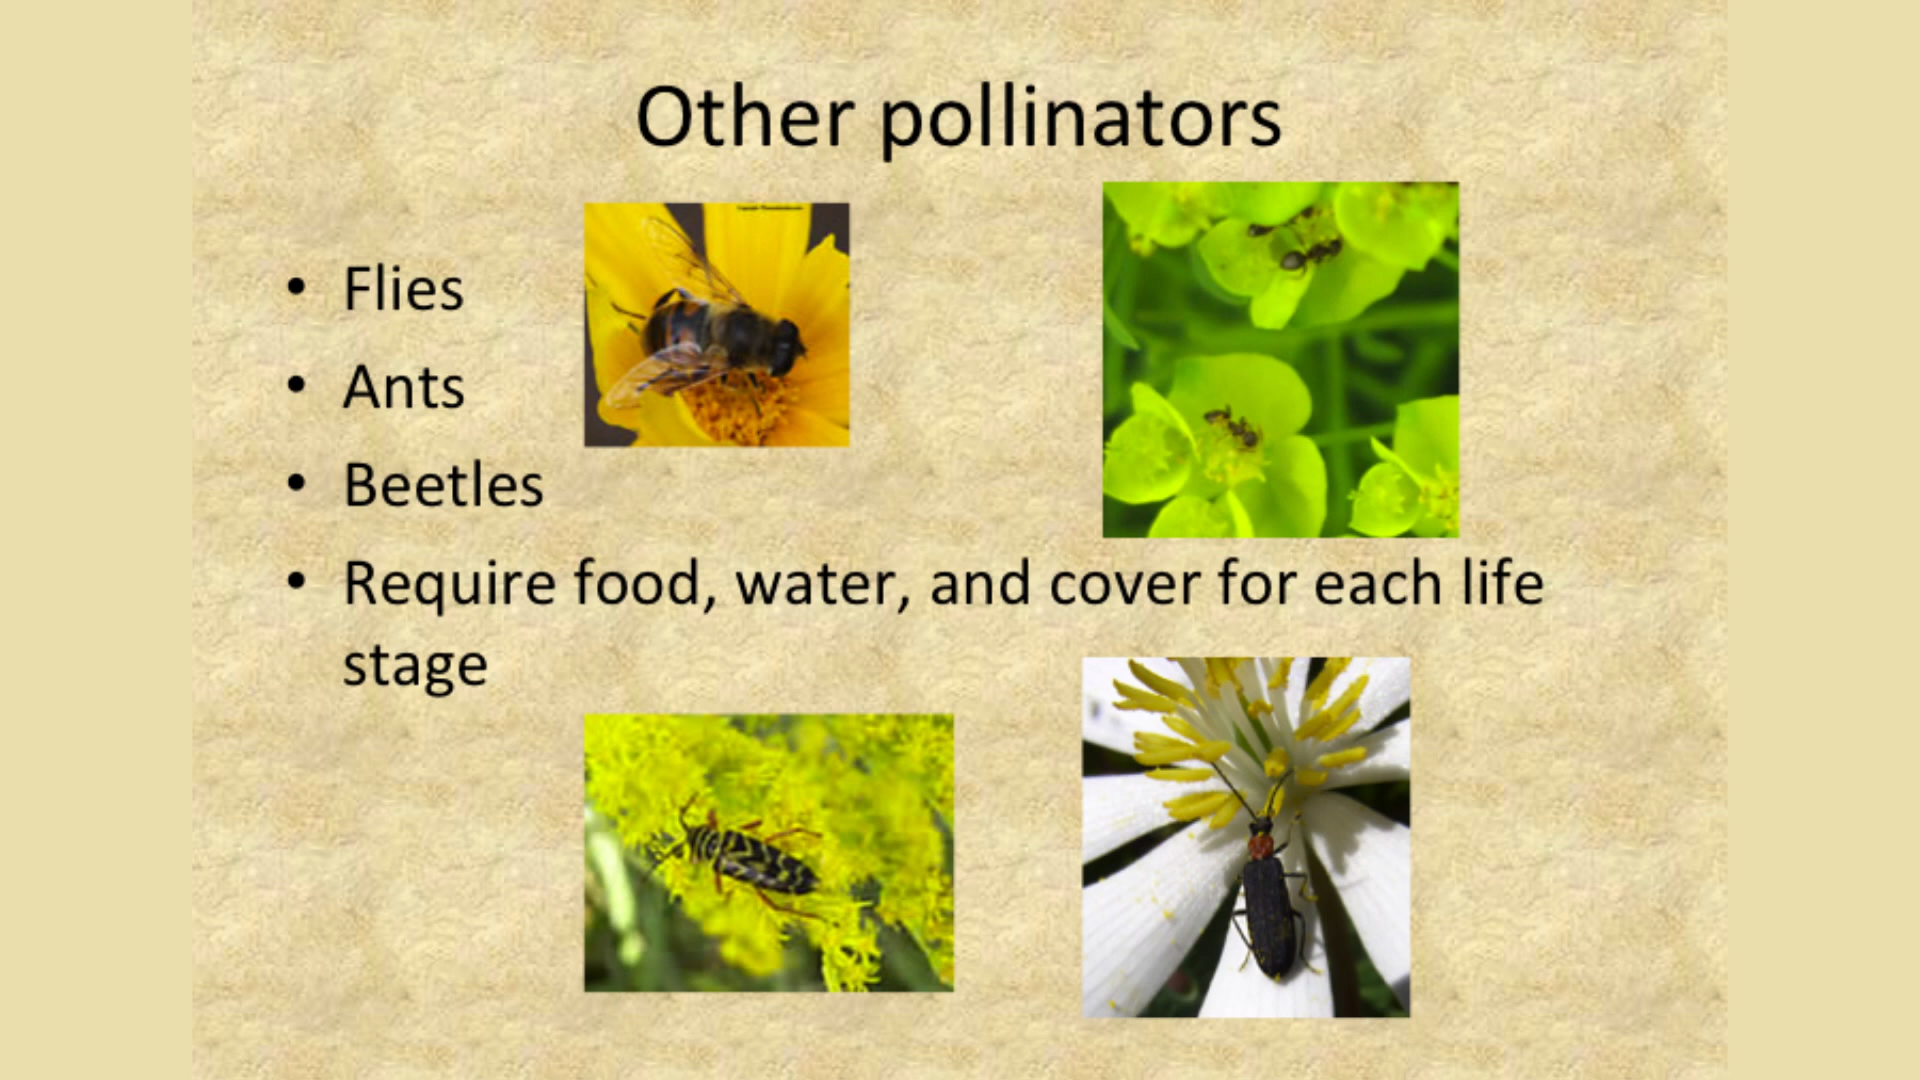 Other pollinators
• Flies
• Ants
• Beetles
• Require food, water, and cover for each life
stage